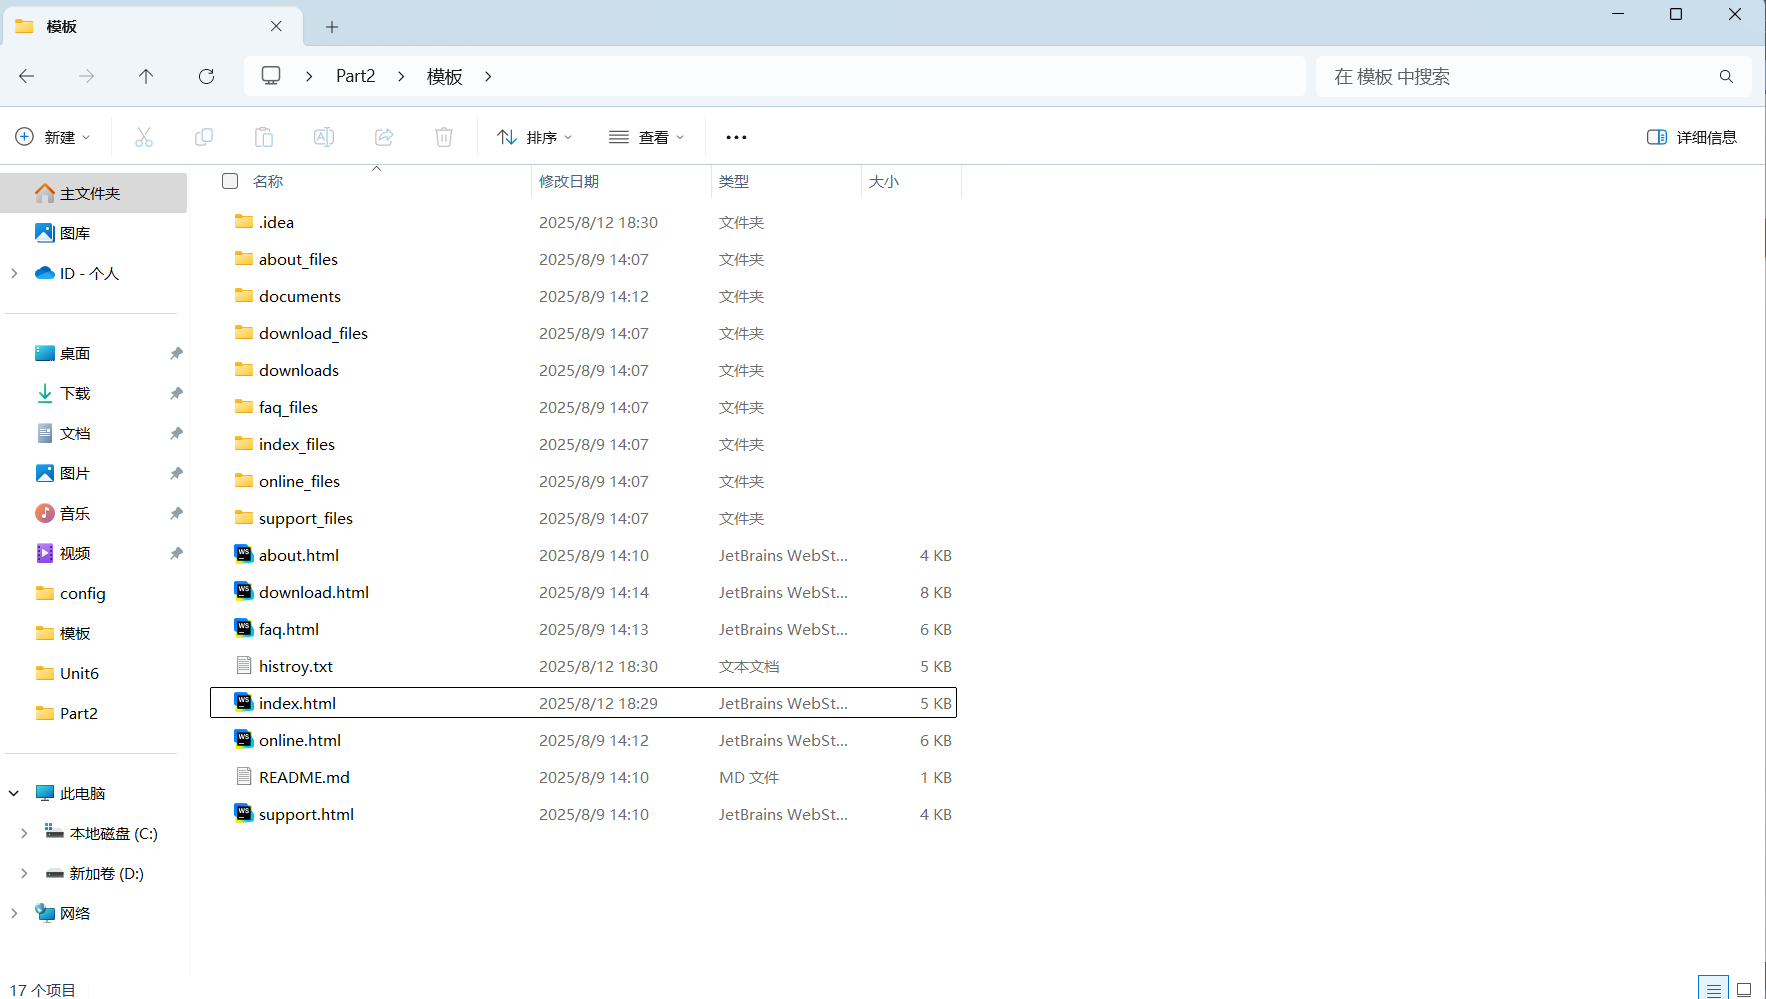 模板
Part2 模板
在 模板 中搜索
新建 排序 查看 详细信息
主文件夹
图库
ID - 个人
桌面
下载
文档
图片
音乐
视频
config
模板
Unit6
Part2
此电脑
本地磁盘 (C:)
新加卷 (D:)
网络
名称 修改日期 类型 大小
.idea 2025/8/12 18:30 文件夹
about_files 2025/8/9 14:07 文件夹
documents 2025/8/9 14:12 文件夹
download_files 2025/8/9 14:07 文件夹
downloads 2025/8/9 14:07 文件夹
faq_files 2025/8/9 14:07 文件夹
index_files 2025/8/9 14:07 文件夹
online_files 2025/8/9 14:07 文件夹
support_files 2025/8/9 14:07 文件夹
about.html 2025/8/9 14:10 JetBrains WebSt... 4 KB
download.html 2025/8/9 14:14 JetBrains WebSt... 8 KB
faq.html 2025/8/9 14:13 JetBrains WebSt... 6 KB
histroy.txt 2025/8/12 18:30 文本文档 5 KB
index.html 2025/8/12 18:29 JetBrains WebSt... 5 KB
online.html 2025/8/9 14:12 JetBrains WebSt... 6 KB
README.md 2025/8/9 14:10 MD 文件 1 KB
support.html 2025/8/9 14:10 JetBrains WebSt... 4 KB
17 个项目